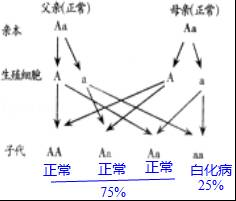 父亲(正常) 母亲(正常)
亲本 Aa Aa
生殖细胞 A a A a
子代 AA Aa Aa aa
正常 正常 正常 白化病
75% 25%